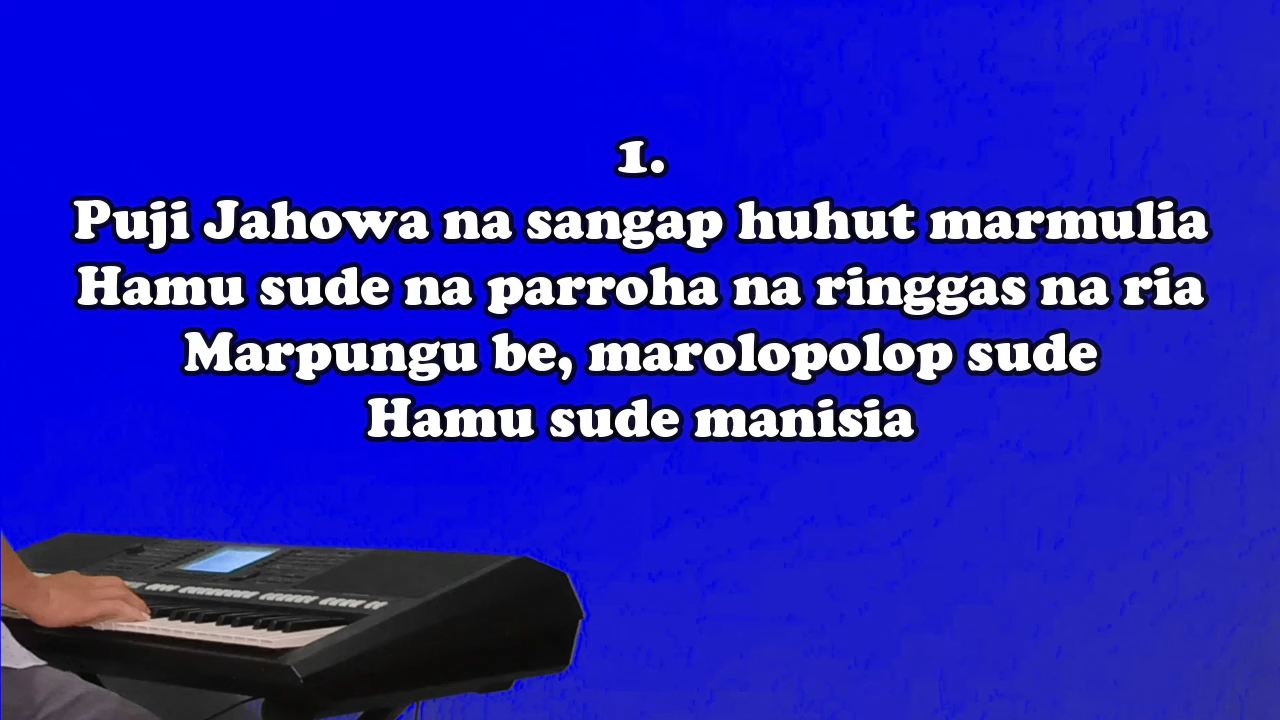 1.
Puji Jahowa na sangap huhut marmulia
Hamu sude na parroha na ringgas na ria
Marpungu be, marolopolop sude
Hamu sude manisia